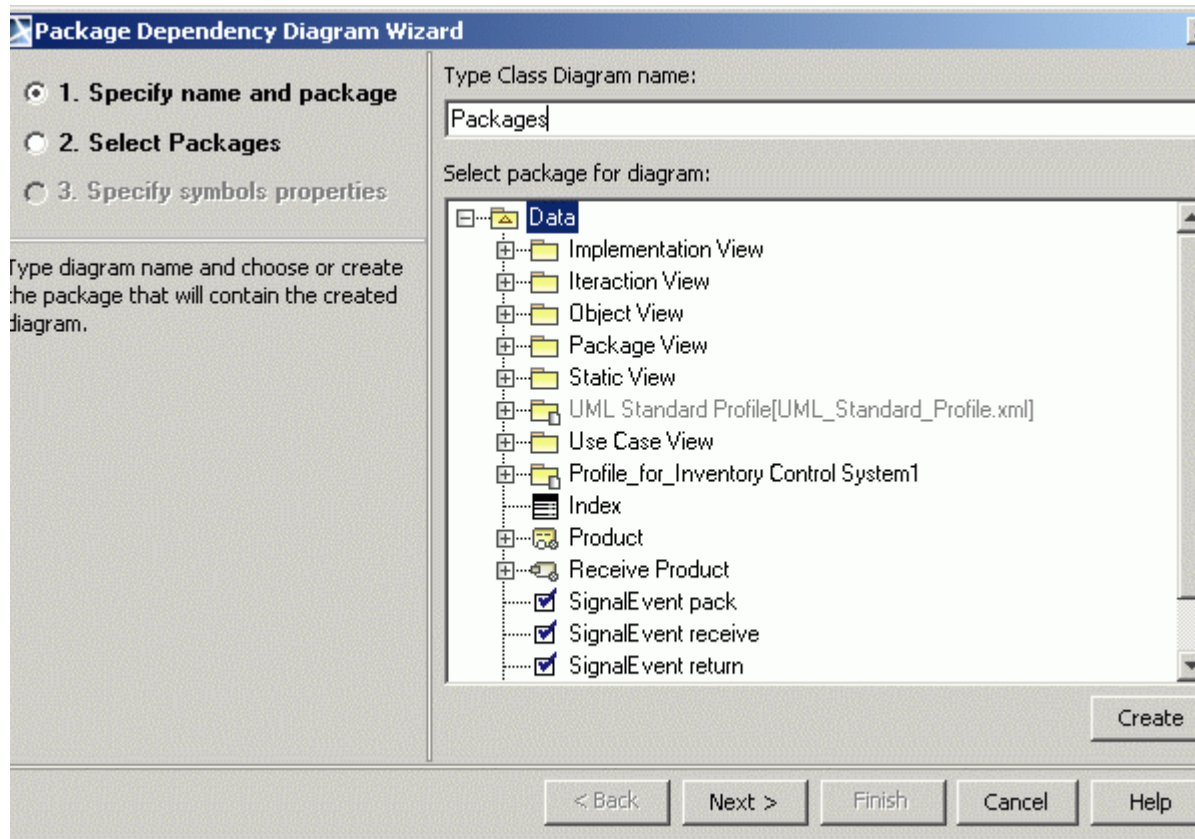 Package Dependency Diagram Wizard
1. Specify name and package
2. Select Packages
3. Specify symbols properties
Type diagram name and choose or create
the package that will contain the created
diagram.
Type Class Diagram name:
Packages
Select package for diagram:
Data
Implementation View
Iteraction View
Object View
Package View
Static View
UML Standard Profile[UML_Standard_Profile.xml]
Use Case View
Profile_for_Inventory Control System1
Index
Product
Receive Product
SignalEvent pack
SignalEvent receive
SignalEvent return
Create
< Back
Next >
Finish
Cancel
Help